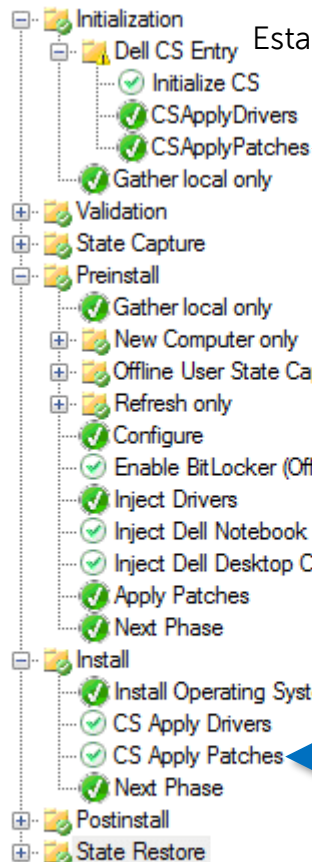 Initialization
Dell CS Entry
Esta
Initialize CS
CSApplyDrivers
CSApplyPatches
Gather local only
Validation
State Capture
Preinstall
Gather local only
New Computer only
Offline User State Ca
Refresh only
Configure
Enable BitLocker (Off
Inject Drivers
Inject Dell Notebook
Inject Dell Desktop C
Apply Patches
Next Phase
Install
Install Operating Syst
CS Apply Drivers
CS Apply Patches
Next Phase
Postinstall
State Restore